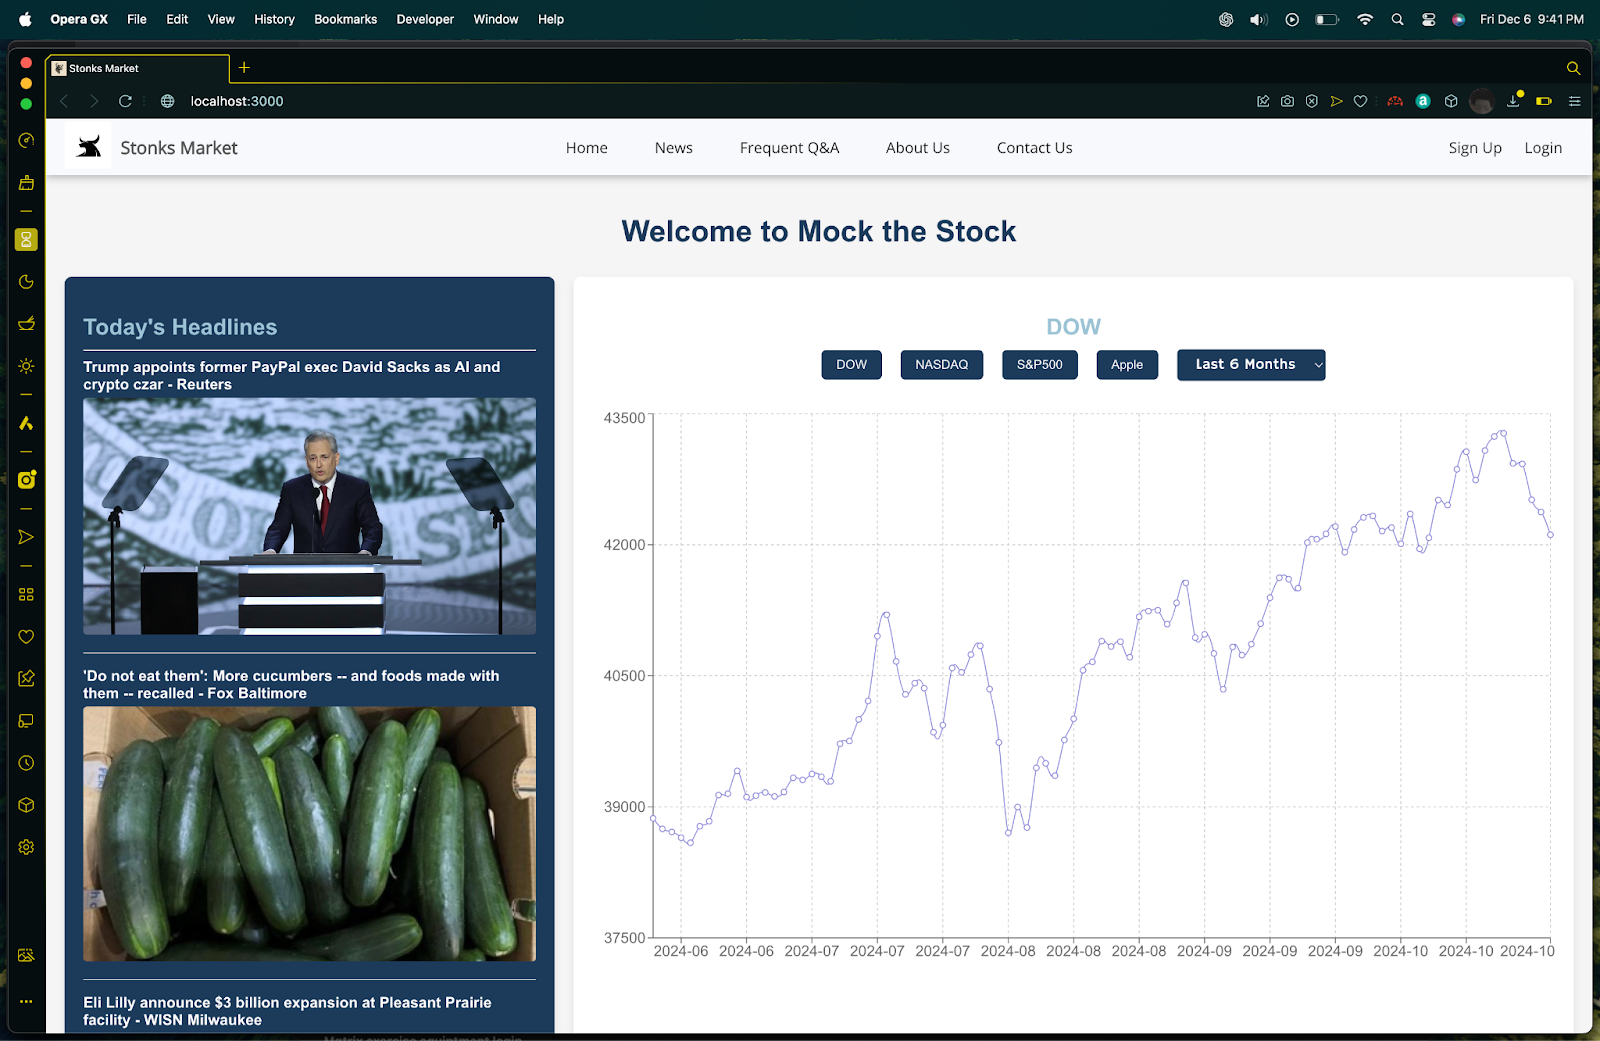 Opera GX File Edit View History Bookmarks Developer Window Help Fri Dec 6 9:41 PM
Stonks Market
localhost:3000
Stonks Market Home News Frequent Q&A About Us Contact Us Sign Up Login
Welcome to Mock the Stock
Today's Headlines
Trump appoints former PayPal exec David Sacks as AI and
crypto czar - Reuters
'Do not eat them': More cucumbers -- and foods made with
them -- recalled - Fox Baltimore
Eli Lilly announce $3 billion expansion at Pleasant Prairie
facility - WISN Milwaukee
DOW
DOW NASDAQ S&P500 Apple Last 6 Months
43500
42000
40500
39000
37500
2024-06 2024-06 2024-07 2024-07 2024-07 2024-08 2024-08 2024-08 2024-09 2024-09 2024-09 2024-10 2024-10 2024-10